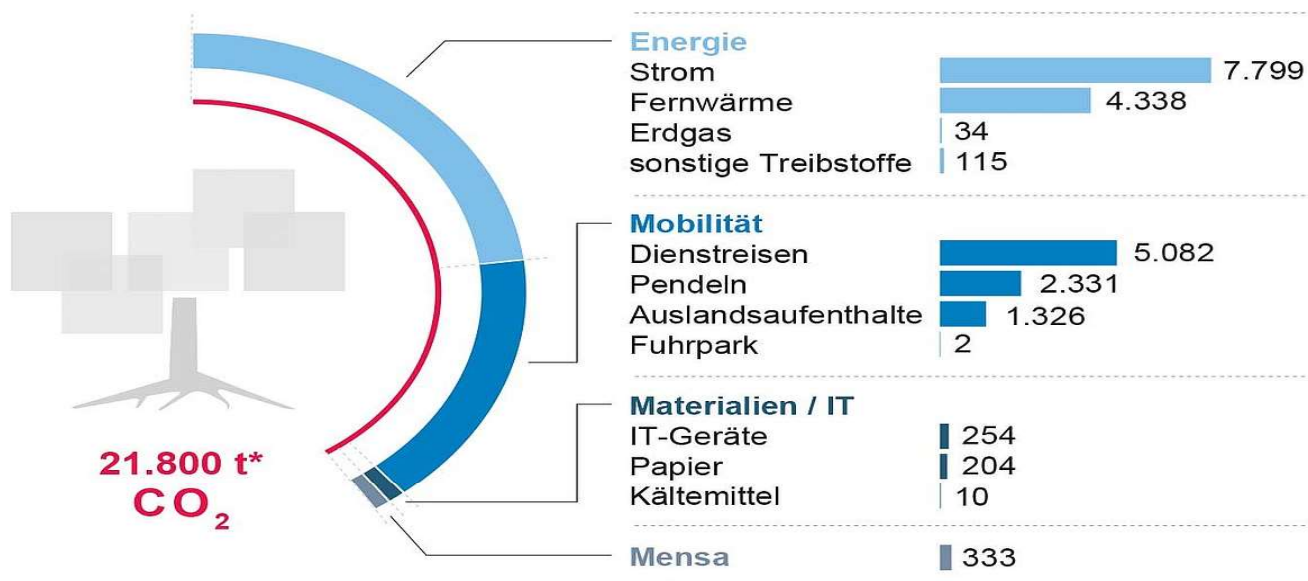 Energie
Strom 7.799
Fernwärme 4.338
Erdgas 34
sonstige Treibstoffe 115
Mobilität
Dienstreisen 5.082
Pendeln 2.331
Auslandsaufenthalte 1.326
Fuhrpark 2
Materialien / IT
IT-Geräte 254
Papier 204
Kältemittel 10
Mensa 333
21.800 t*
CO₂